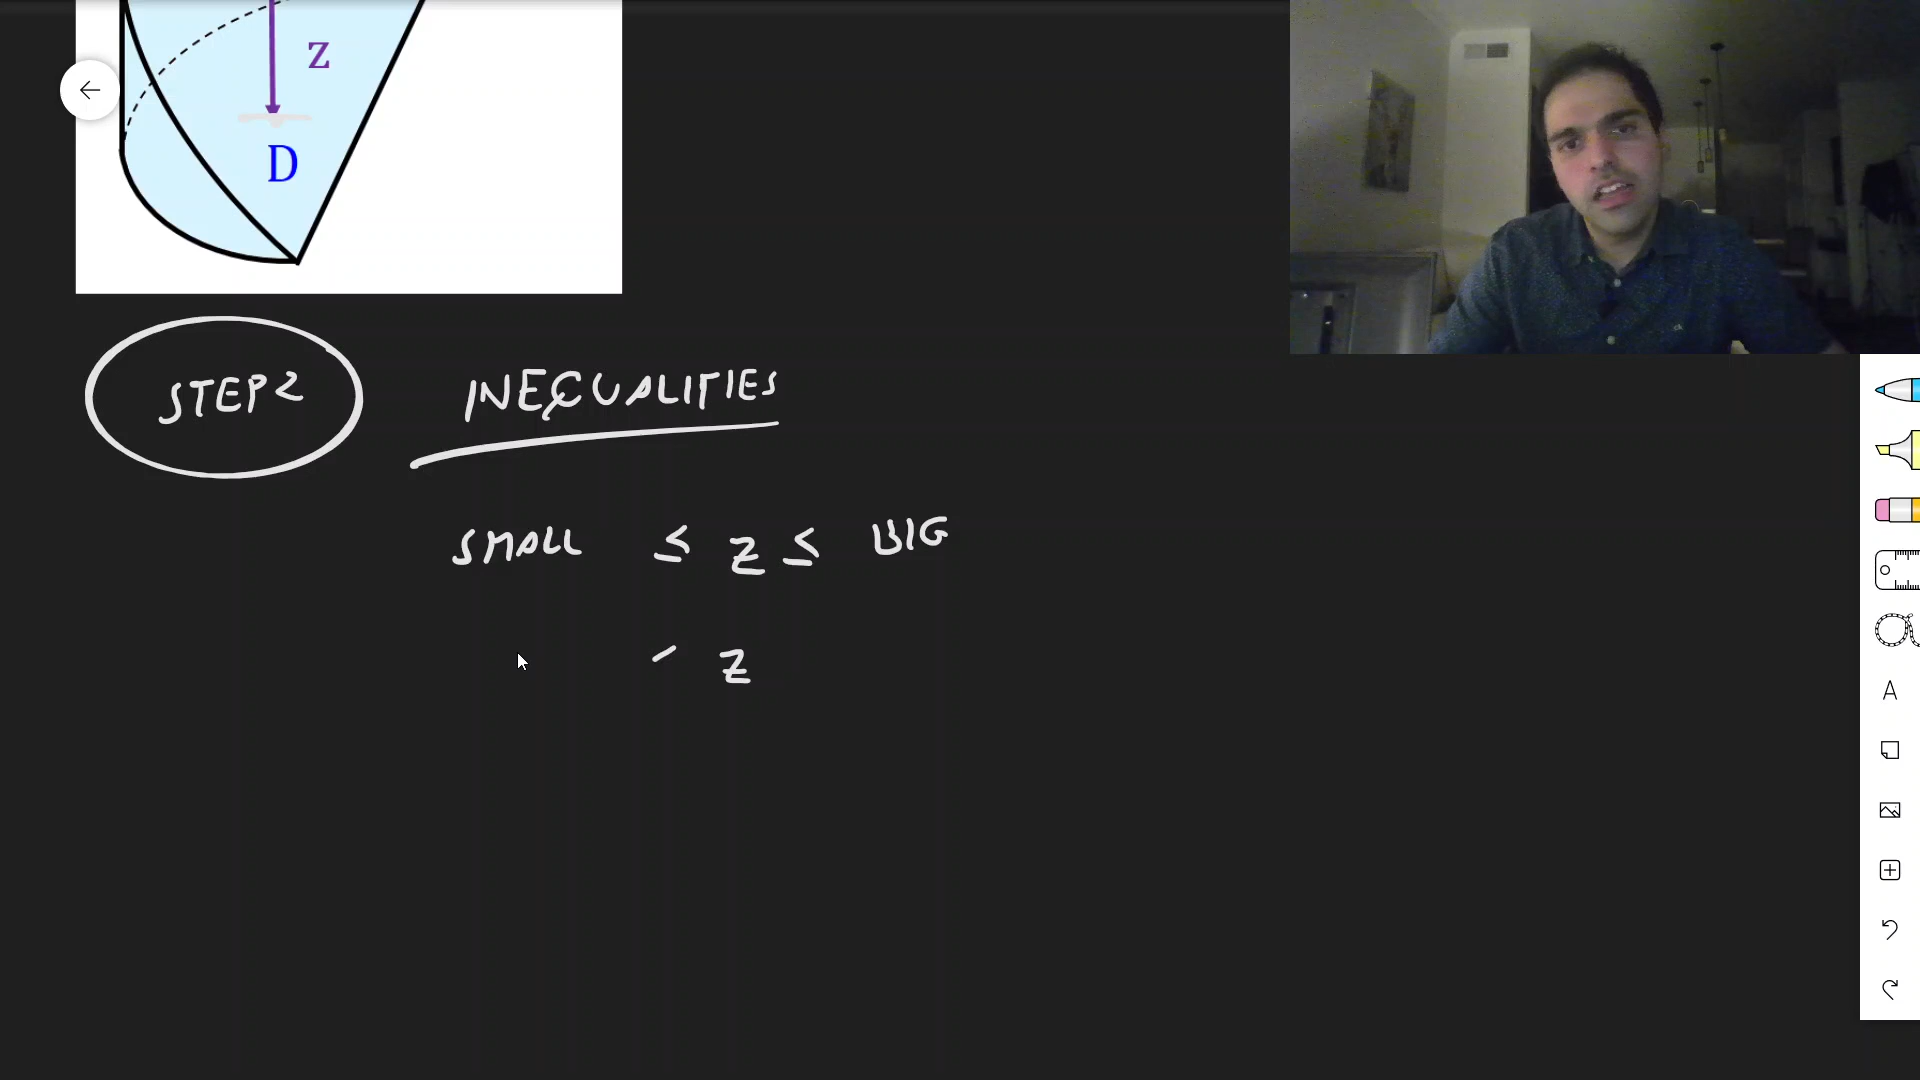 z
D
STEP 2 INEQUALITIES
SMALL ≤ z ≤ BIG
z
A